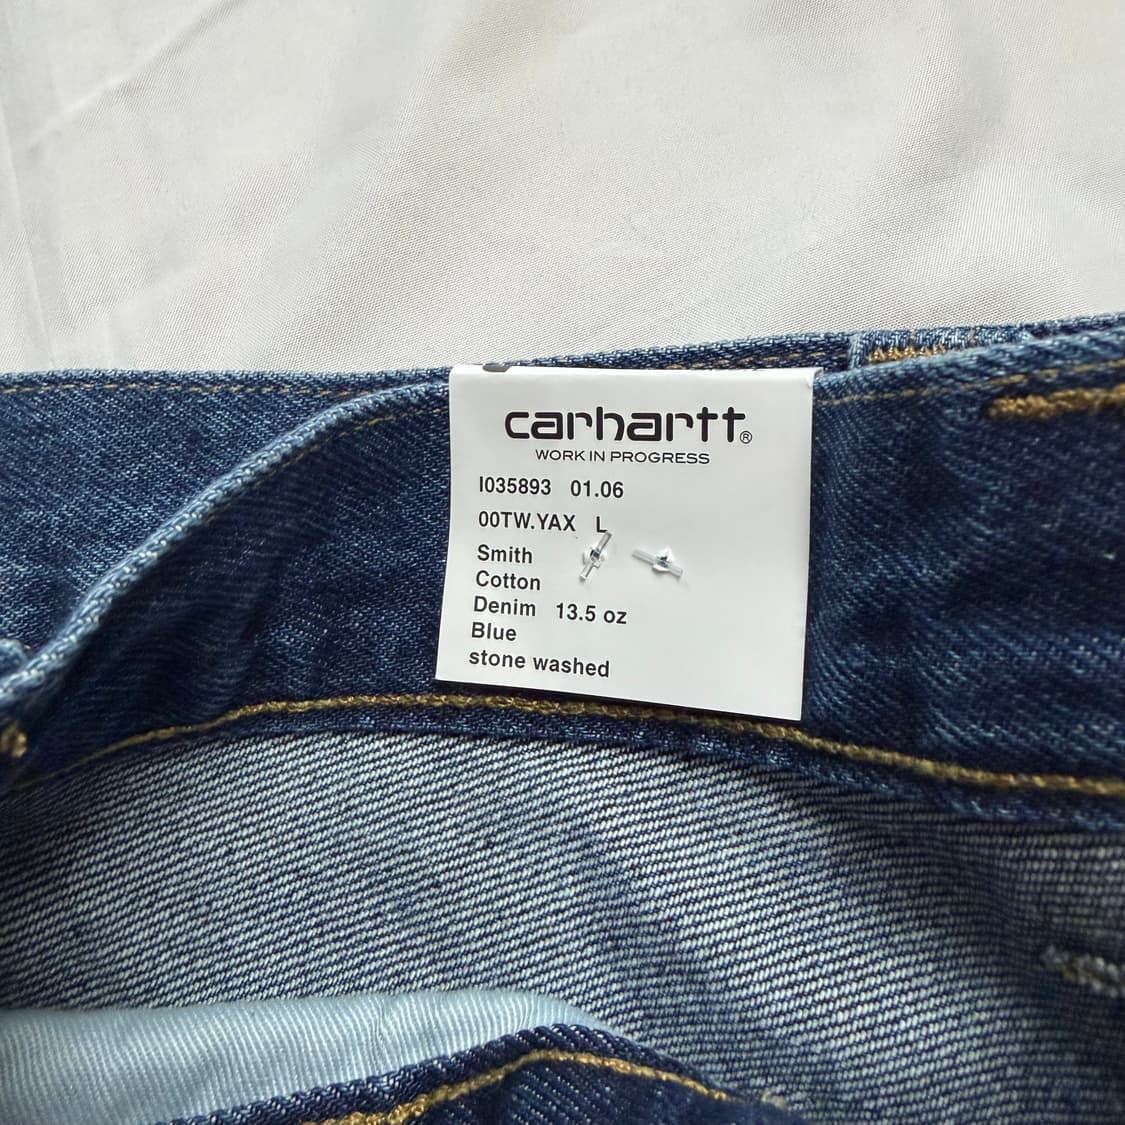 carhartt®
WORK IN PROGRESS
I035893 01.06
00TW.YAX L
Smith
Cotton
Denim 13.5 oz
Blue
stone washed